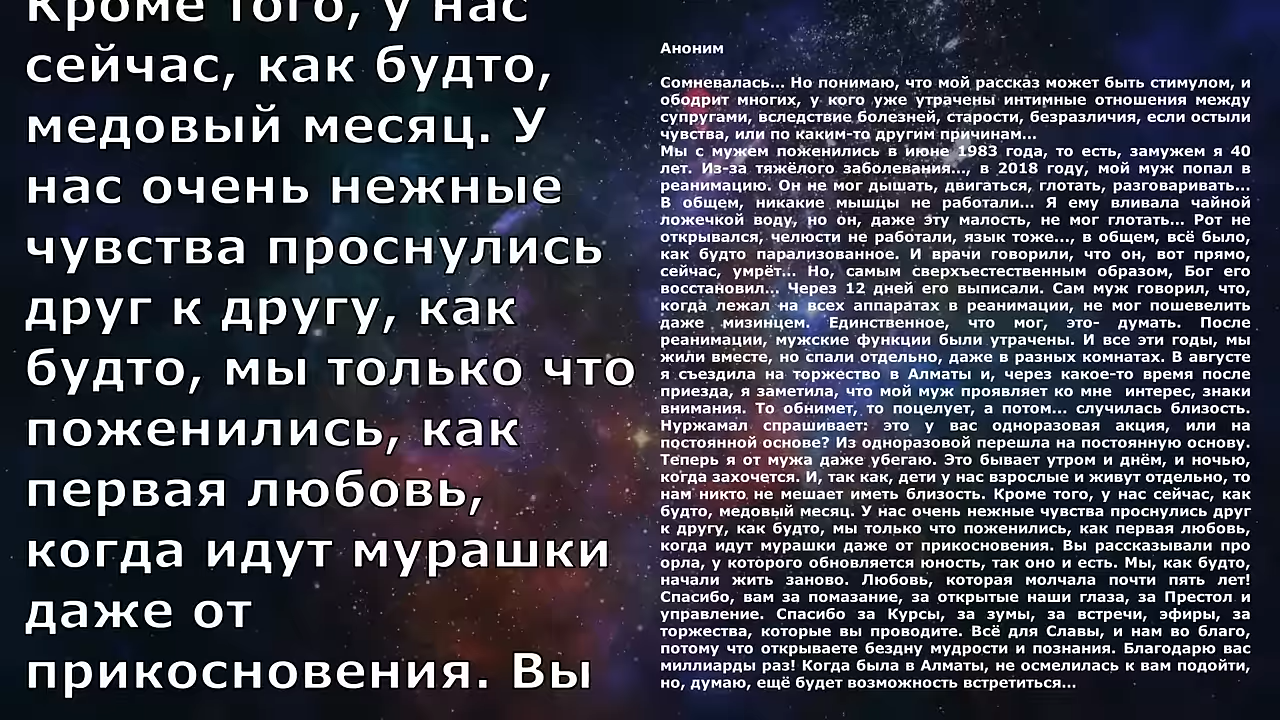 Кроме того, у нас
сейчас, как будто,
медовый месяц. У
нас очень нежные
чувства проснулись
друг к другу, как
будто, мы только что
поженились, как
первая любовь,
когда идут мурашки
даже от
прикосновения. Вы
Аноним
Сомневалась... Но понимаю, что мой рассказ может быть стимулом, и
ободрит многих, у кого уже утрачены интимные отношения между
супругами, вследствие болезней, старости, безразличия, если остыли
чувства, или по каким-то другим причинам...
Мы с мужем поженились в июне 1983 года, то есть, замужем я 40
лет. Из-за тяжёлого заболевания..., в 2018 году, мой муж попал в
реанимацию. Он не мог дышать, двигаться, глотать, разговаривать...
В общем, никакие мышцы не работали... Я ему вливала чайной
ложечкой воду, но он, даже эту малость, не мог глотать... Рот не
открывался, челюсти не работали, язык тоже..., в общем, всё было,
как будто парализованное. И врачи говорили, что он, вот прямо,
сейчас, умрёт... Но, самым сверхъестественным образом, Бог его
восстановил... Через 12 дней его выписали. Сам муж говорил, что,
когда лежал на всех аппаратах в реанимации, не мог пошевелить
даже мизинцем. Единственное, что мог, это- думать. После
реанимации, мужские функции были утрачены. И все эти годы, мы
жили вместе, но спали отдельно, даже в разных комнатах. В августе
я съездила на торжество в Алматы и, через какое-то время после
приезда, я заметила, что мой муж проявляет ко мне интерес, знаки
внимания. То обнимет, то поцелует, а потом... случилась близость.
Нуржамал спрашивает: это у вас одноразовая акция, или на
постоянной основе? Из одноразовой перешла на постоянную основу.
Теперь я от мужа даже убегаю. Это бывает утром и днём, и ночью,
когда захочется. И, так как, дети у нас взрослые и живут отдельно, то
нам никто не мешает иметь близость. Кроме того, у нас сейчас, как
будто, медовый месяц. У нас очень нежные чувства проснулись друг
к другу, как будто, мы только что поженились, как первая любовь,
когда идут мурашки даже от прикосновения. Вы рассказывали про
орла, у которого обновляется юность, так оно и есть. Мы, как будто,
начали жить заново. Любовь, которая молчала почти пять лет!
Спасибо, вам за помазание, за открытые наши глаза, за Престол и
управление. Спасибо за Курсы, за зумы, за встречи, эфиры, за
торжества, которые вы проводите. Всё для Славы, и нам во благо,
потому что открываете бездну мудрости и познания. Благодарю вас
миллиарды раз! Когда была в Алматы, не осмелилась к вам подойти,
но, думаю, ещё будет возможность встретиться...